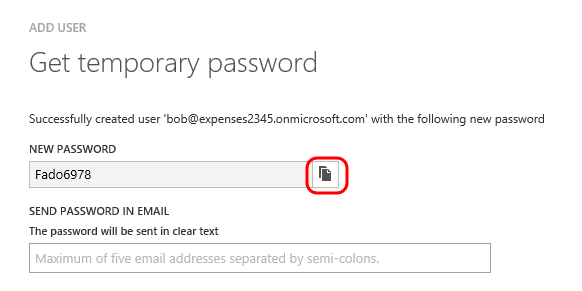 ADD USER
Get temporary password
Successfully created user 'bob@expenses2345.onmicrosoft.com' with the following new password
NEW PASSWORD
Fado6978
SEND PASSWORD IN EMAIL
The password will be sent in clear text
Maximum of five email addresses separated by semi-colons.